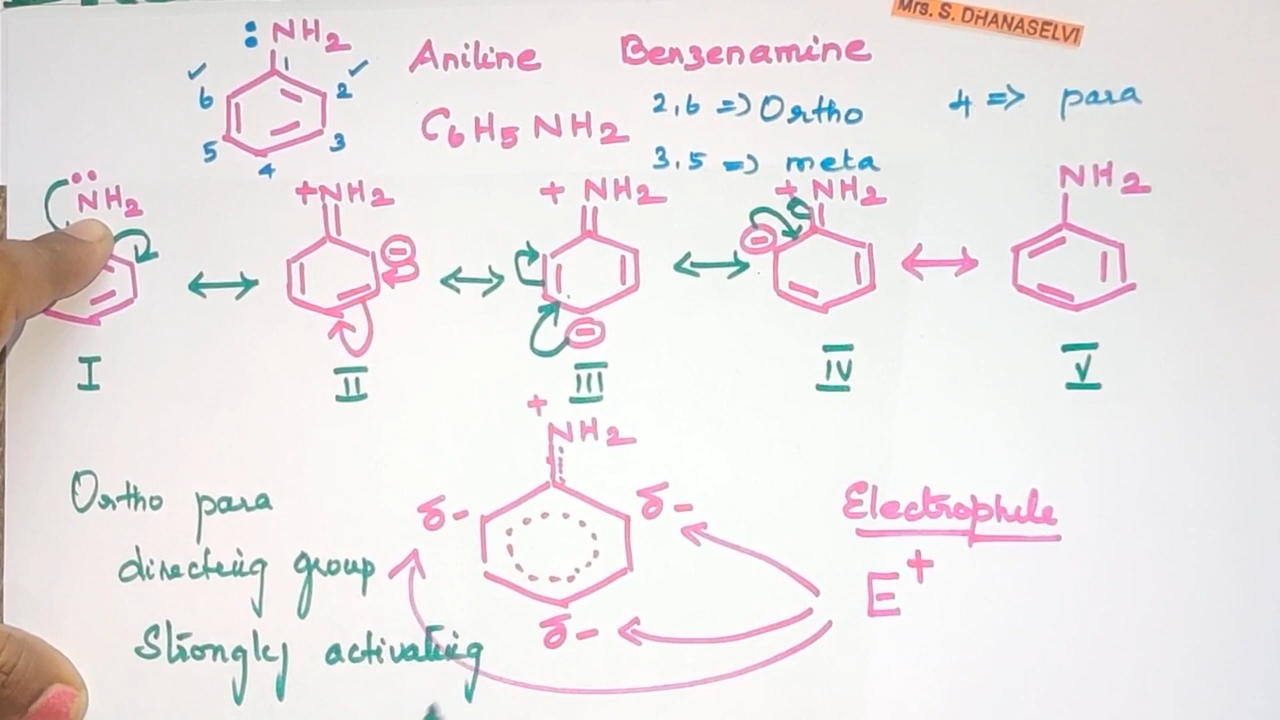 Mrs. S. DHANASELVI
:NH2 Aniline Benzenamine
1 2 3 4 5 6
2,6 => Ortho 4 => para
C6H5NH2
3,5 => meta
NH2 +NH2 + NH2 + NH2 NH2
⊖ ⊖ ⊖
I II III IV V
+
NH2
Ortho para
directing group
Strongly activating
δ- δ-
δ-
Electrophile
E+